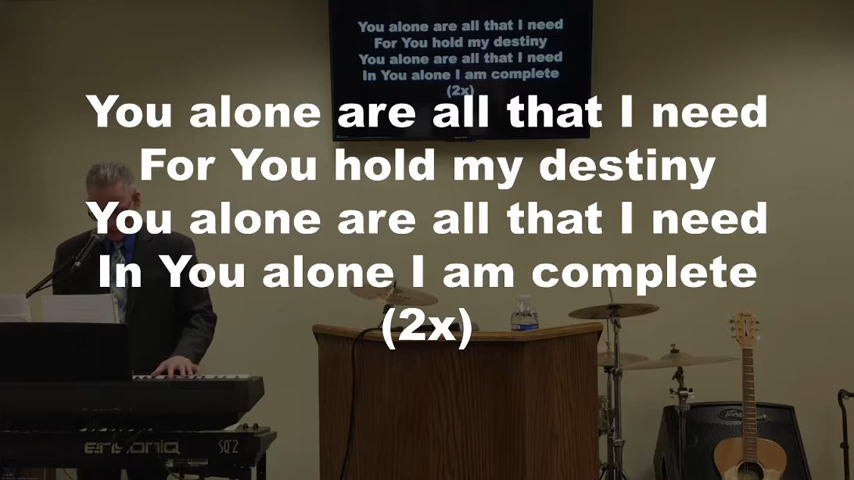 You alone are all that I need
For You hold my destiny
You alone are all that I need
In You alone I am complete
(2x)
You alone are all that I need
For You hold my destiny
You alone are all that I need
In You alone I am complete
(2x)
ensoniq SQ2